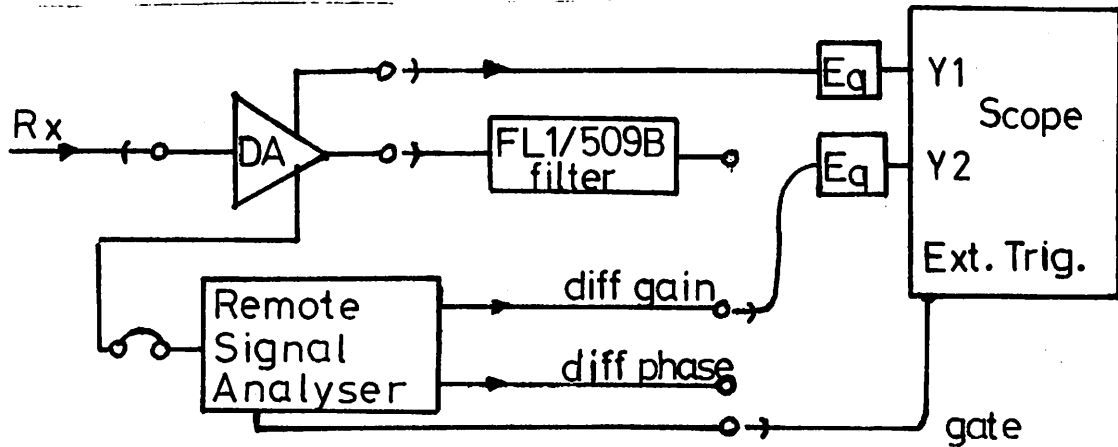 Rx
DA
FL1/509B
filter
Eq
Eq
Y1
Scope
Y2
Ext. Trig.
Remote
Signal
Analyser
diff gain
diff phase
gate